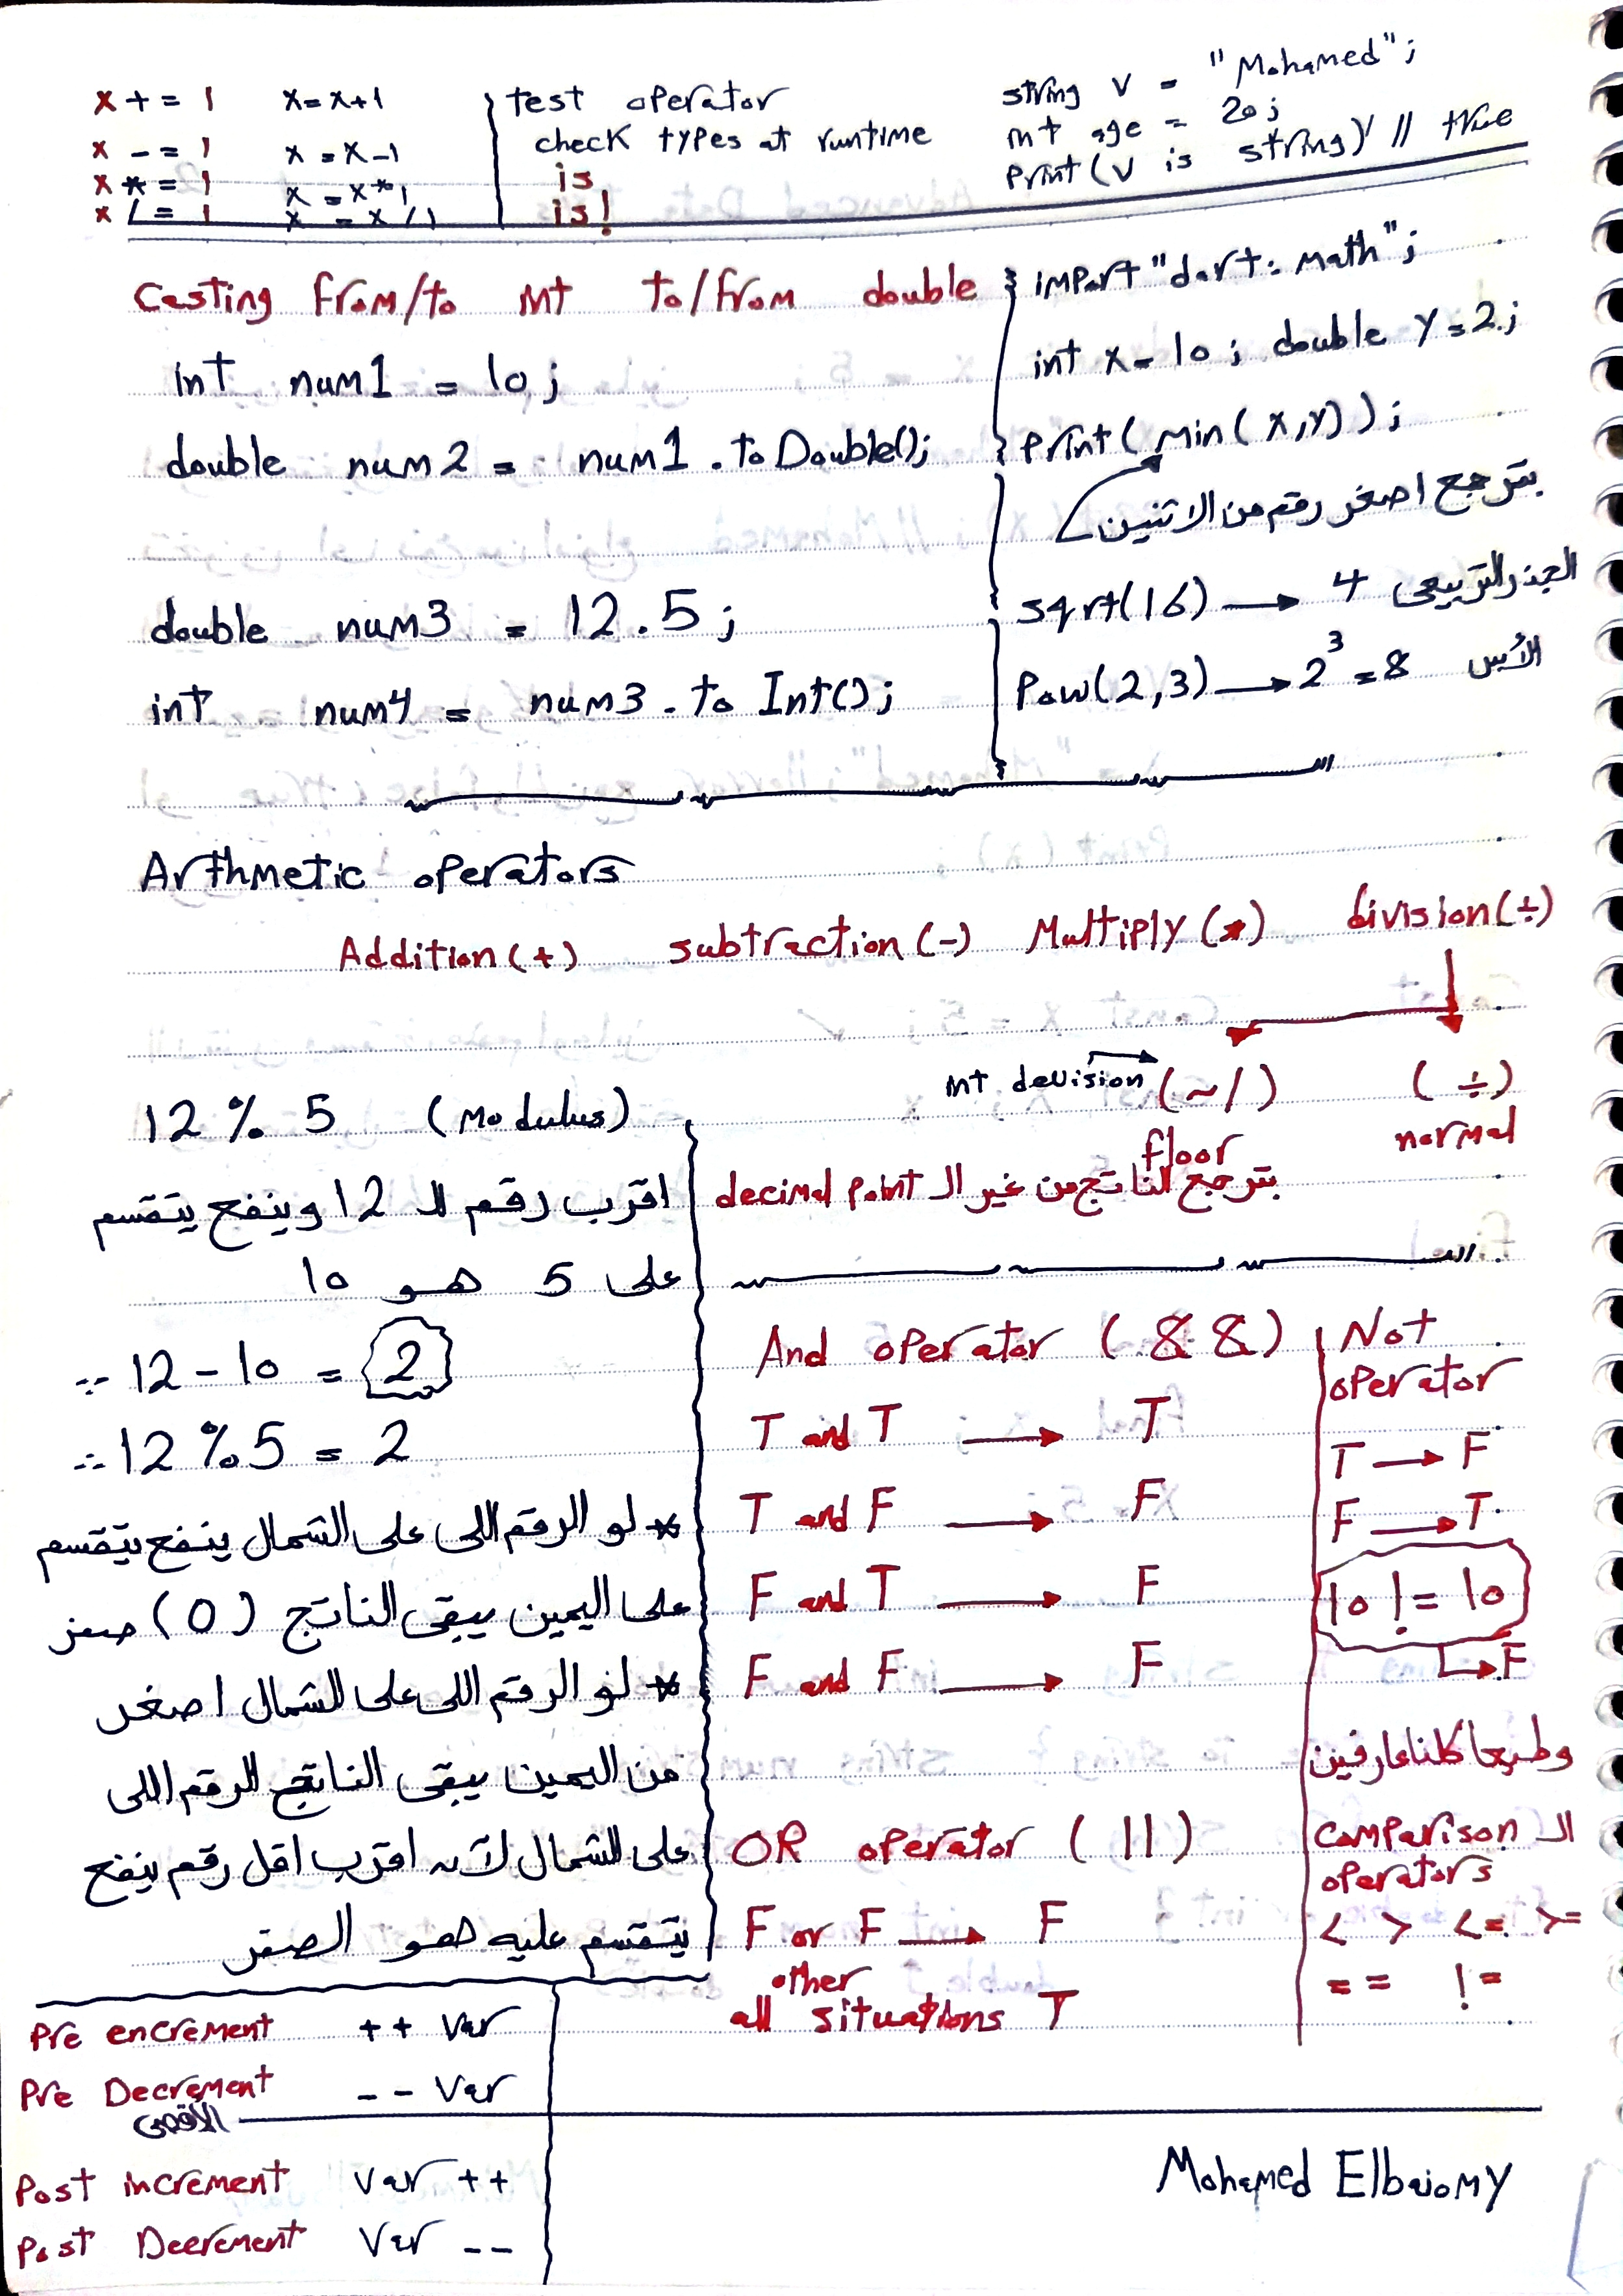 x += 1 x = x+1
x -= 1 x = x-1
x *= 1 x = x*1
x /= 1 x = x/1
test operator
check types at runtime
is
is!
string v = "Mohamed";
int age = 20;
print(v is string) // true
Casting from/to int to/from double
int num1 = 10;
double num2 = num1.toDouble();
double num3 = 12.5;
int num4 = num3.to Int();
import "dart:math";
int x = 10; double y = 2;
print(min(x,y));
بترجع اصغر رقم من الاتنين
sqrt(16) → 4 الجذر التربيعى
Pow(2,3) → 2³ = 8 الأس
Arthmetic operators
Addition (+) subtraction (-) Multiply (*) division (÷)
int devision (~/) (÷)
floor normal
بترجع الناتج من غير الـ decimal point
12 % 5 (Modulus)
اقرب رقم لـ 12 وينفع يتقسم
على 5 هو 10
∴ 12 - 10 = 2
∴ 12 % 5 = 2
* لو الرقم اللى على الشمال ينفع يتقسم
على اليمين يبقى الناتج (0) صفر
* لو الرقم اللى على الشمال اصغر
من اليمين يبقى الناتج الرقم اللى
على الشمال لأن اقرب اقل رقم ينفع
يتقسم عليه هو الصفر
And operator (&&)
T and T → T
T and F → F
F and T → F
F and F → F
OR operator (||)
F or F → F
all other situations T
Not
operator
T → F
F → T
10 != 10
→ F
وطبعا كلنا عارفين
الـ comparison
operators
< > <= >=
== !=
Pre encrement ++ Var
Pre Decrement -- Var
الأقصى
Post increment Var ++
Post Decrement Var --
Mohamed Elbaiomy